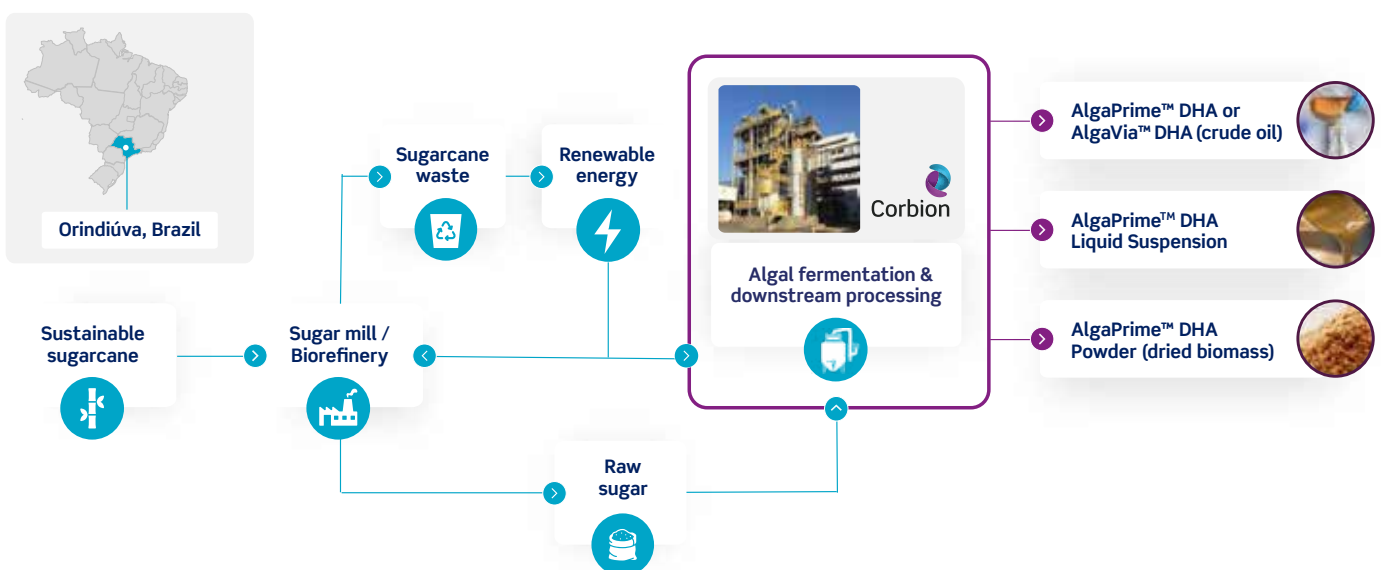 Orindiúva, Brazil
Sustainable
sugarcane
Sugar mill /
Biorefinery
Sugarcane
waste
Renewable
energy
Raw
sugar
Corbion
Algal fermentation &
downstream processing
AlgaPrime™ DHA or
AlgaVia™ DHA (crude oil)
AlgaPrime™ DHA
Liquid Suspension
AlgaPrime™ DHA
Powder (dried biomass)